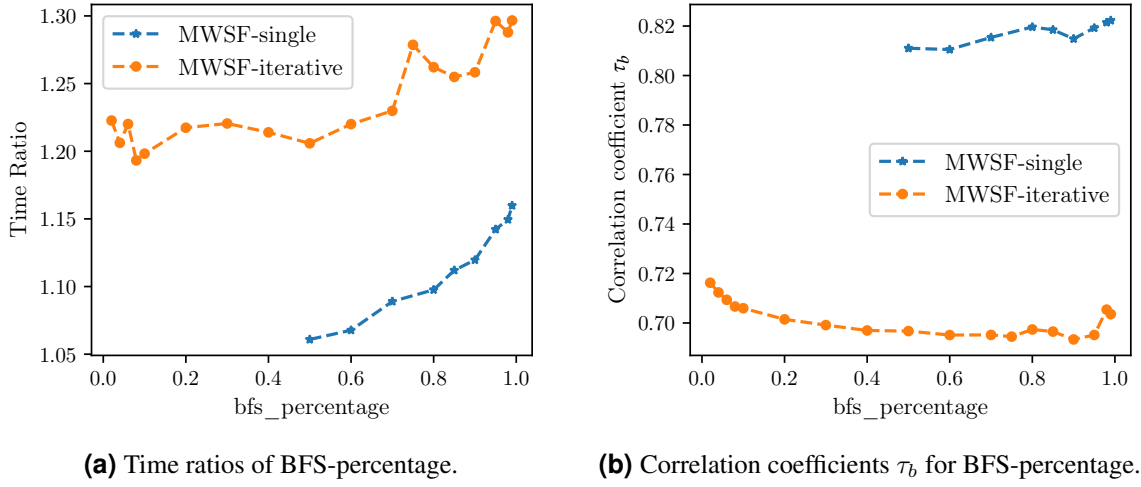 1.30
1.25
1.20
1.15
1.10
1.05
Time Ratio
MWSF-single
MWSF-iterative
0.0 0.2 0.4 0.6 0.8 1.0
bfs_percentage
(a) Time ratios of BFS-percentage.
0.82
0.80
0.78
0.76
0.74
0.72
0.70
Correlation coefficient τb
MWSF-single
MWSF-iterative
0.0 0.2 0.4 0.6 0.8 1.0
bfs_percentage
(b) Correlation coefficients τb for BFS-percentage.